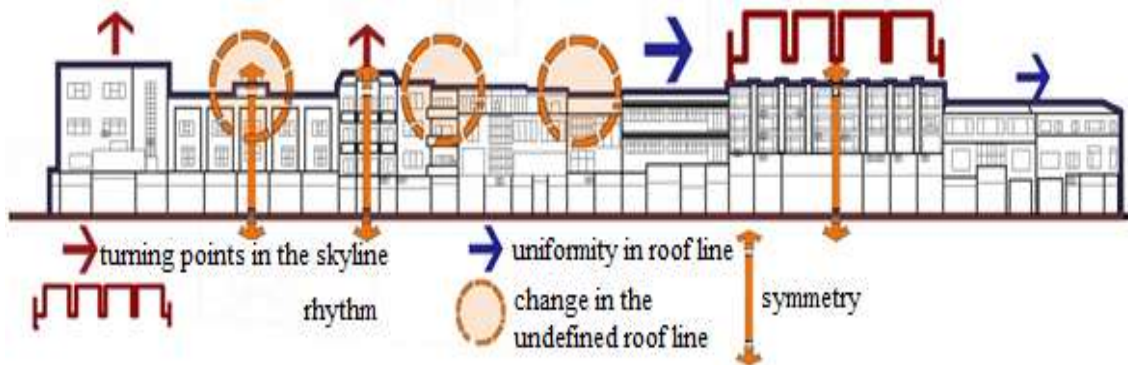 turning points in the skyline
rhythm
uniformity in roof line
change in the
undefined roof line
symmetry